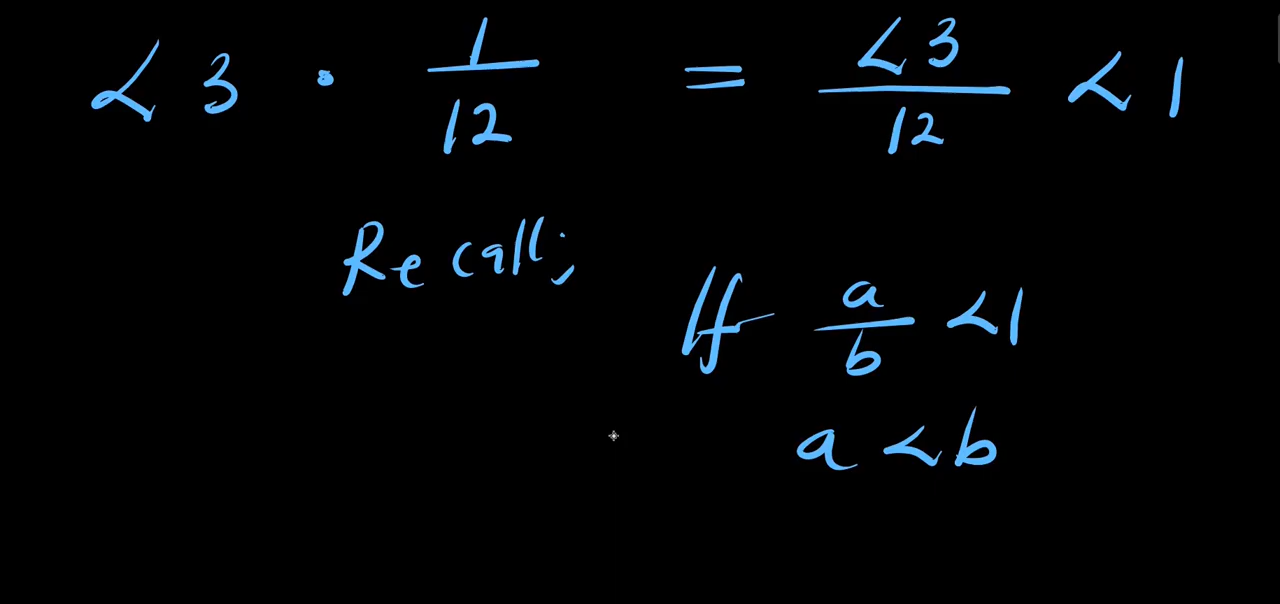 < 3 · 1/12 = <3/12 < 1
Recall;
If a/b < 1
a < b